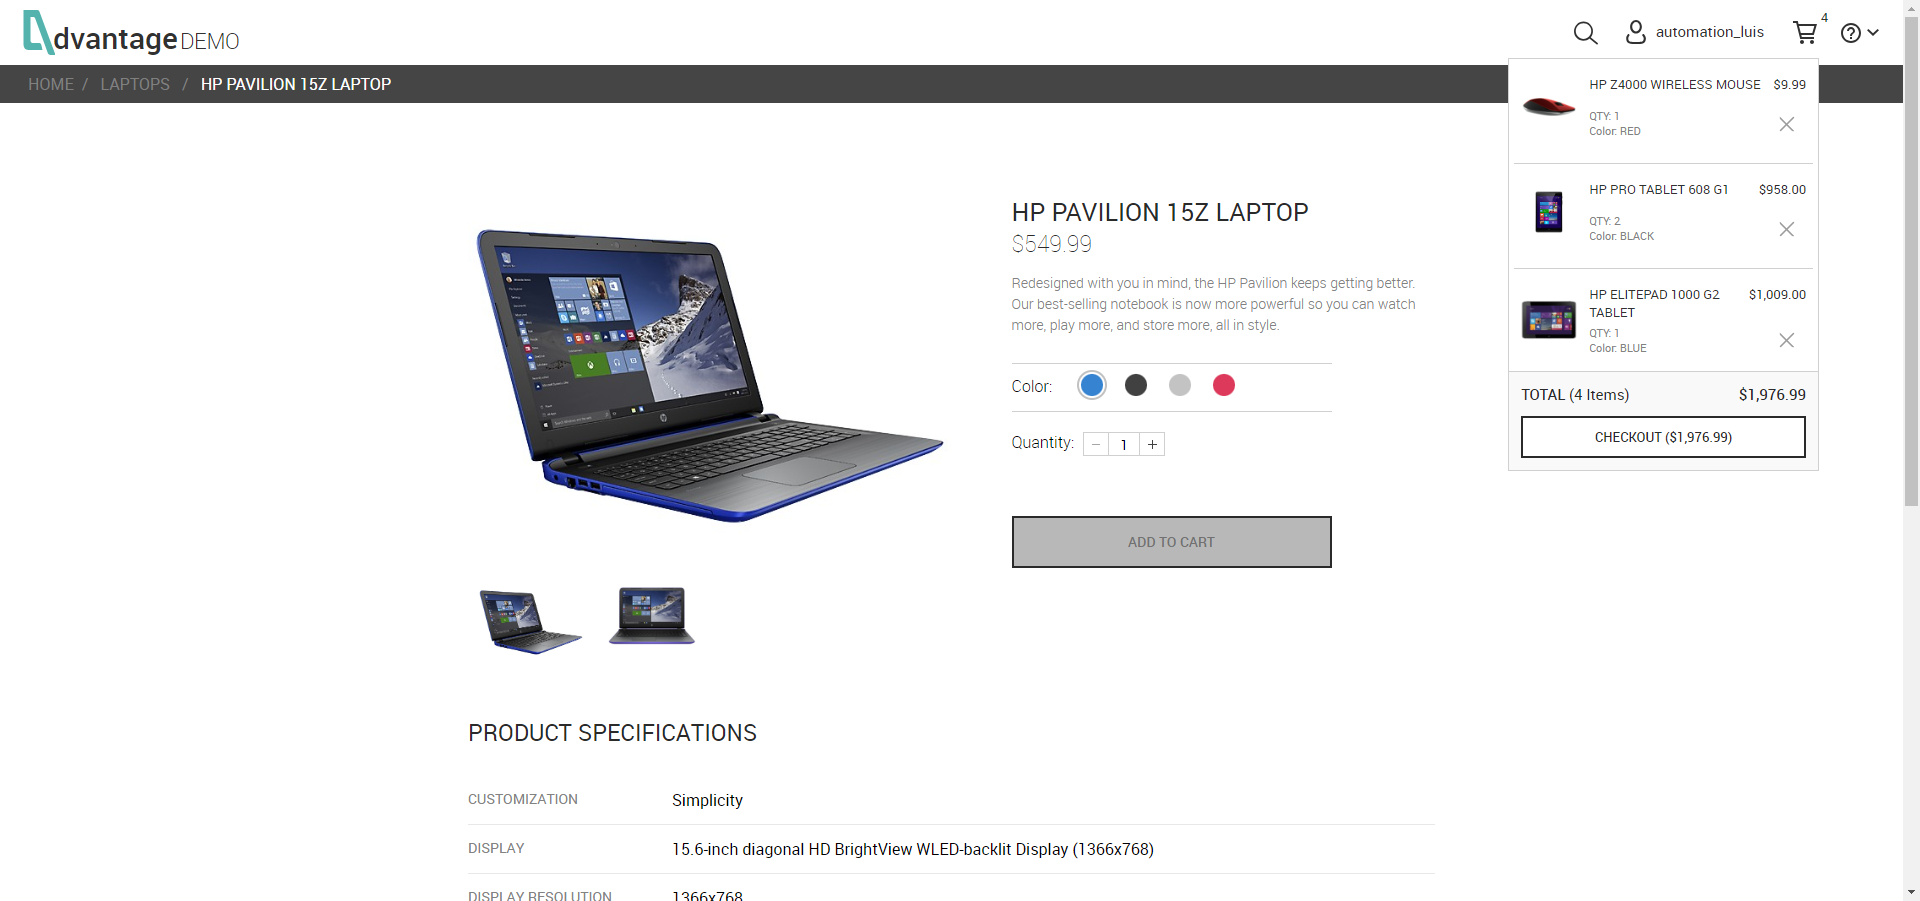 dvantage DEMO
automation_luis
4
HOME / LAPTOPS / HP PAVILION 15Z LAPTOP
HP Z4000 WIRELESS MOUSE $9.99
QTY: 1
Color: RED
HP PRO TABLET 608 G1 $958.00
QTY: 2
Color: BLACK
HP ELITEPAD 1000 G2 $1,009.00
TABLET
QTY: 1
Color: BLUE
TOTAL (4 Items) $1,976.99
CHECKOUT ($1,976.99)
HP PAVILION 15Z LAPTOP
$549.99
Redesigned with you in mind, the HP Pavilion keeps getting better.
Our best-selling notebook is now more powerful so you can watch
more, play more, and store more, all in style.
Color:
Quantity: − 1 +
ADD TO CART
PRODUCT SPECIFICATIONS
CUSTOMIZATION Simplicity
DISPLAY 15.6-inch diagonal HD BrightView WLED-backlit Display (1366x768)
DISPLAY RESOLUTION 1366x768